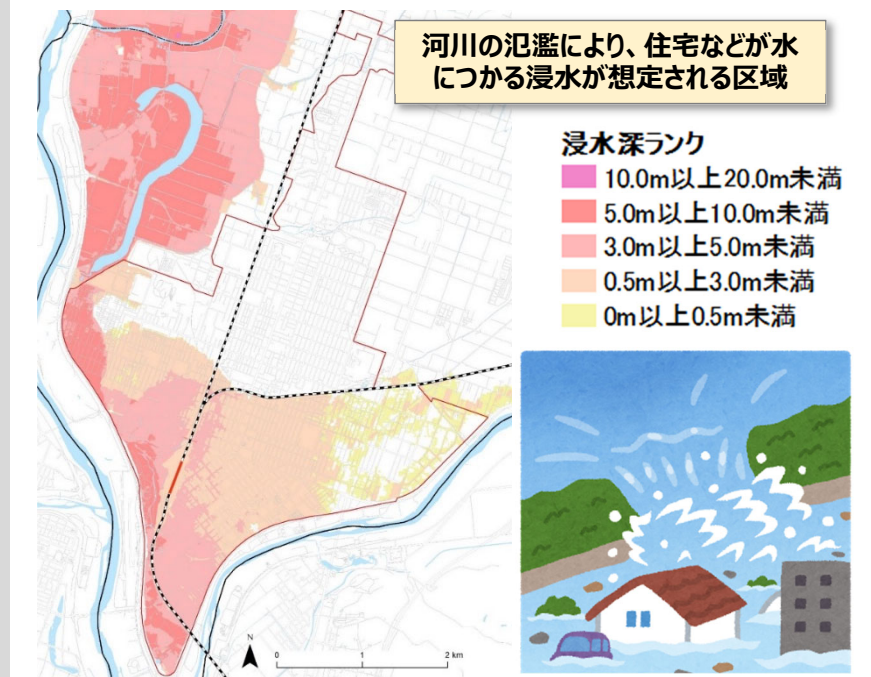 河川の氾濫により、住宅などが水
につかる浸水が想定される区域
浸水深ランク
10.0m以上20.0m未満
5.0m以上10.0m未満
3.0m以上5.0m未満
0.5m以上3.0m未満
0m以上0.5m未満
N
0 1 2 km